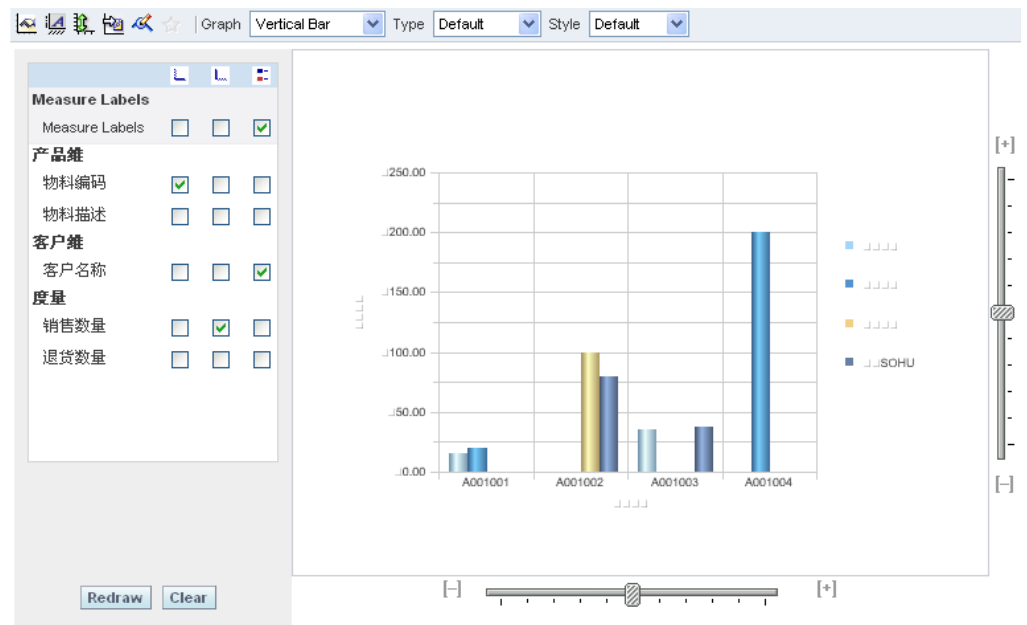 Graph Vertical Bar Type Default Style Default
Measure Labels
Measure Labels
产品维
物料编码
物料描述
客户维
客户名称
度量
销售数量
退货数量
Redraw Clear
250.00
200.00
150.00
100.00
50.00
0.00
A001001 A001002 A001003 A001004
SOHU
[+]
[–]
[–] [+]